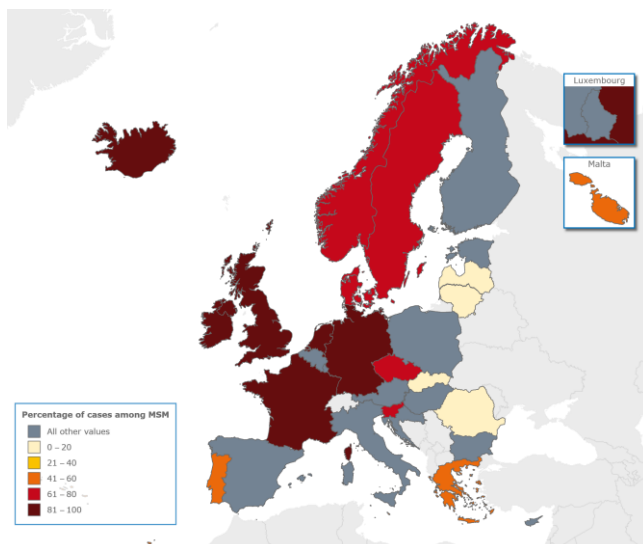 Luxembourg
Malta
Percentage of cases among MSM
All other values
0 – 20
21 – 40
41 – 60
61 – 80
81 – 100